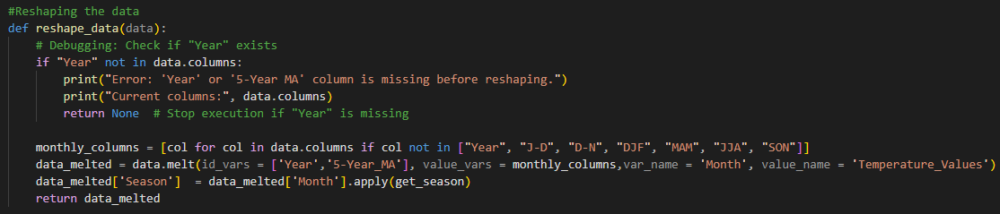 #Reshaping the data
def reshape_data(data):
    # Debugging: Check if "Year" exists
    if "Year" not in data.columns:
        print("Error: 'Year' or '5-Year MA' column is missing before reshaping.")
        print("Current columns:", data.columns)
        return None  # Stop execution if "Year" is missing
    monthly_columns = [col for col in data.columns if col not in ["Year", "J-D", "D-N", "DJF", "MAM", "JJA", "SON"]]
    data_melted = data.melt(id_vars = ['Year','5-Year_MA'], value_vars = monthly_columns,var_name = 'Month', value_name = 'Temperature_Values')
    data_melted['Season']  = data_melted['Month'].apply(get_season)
    return data_melted